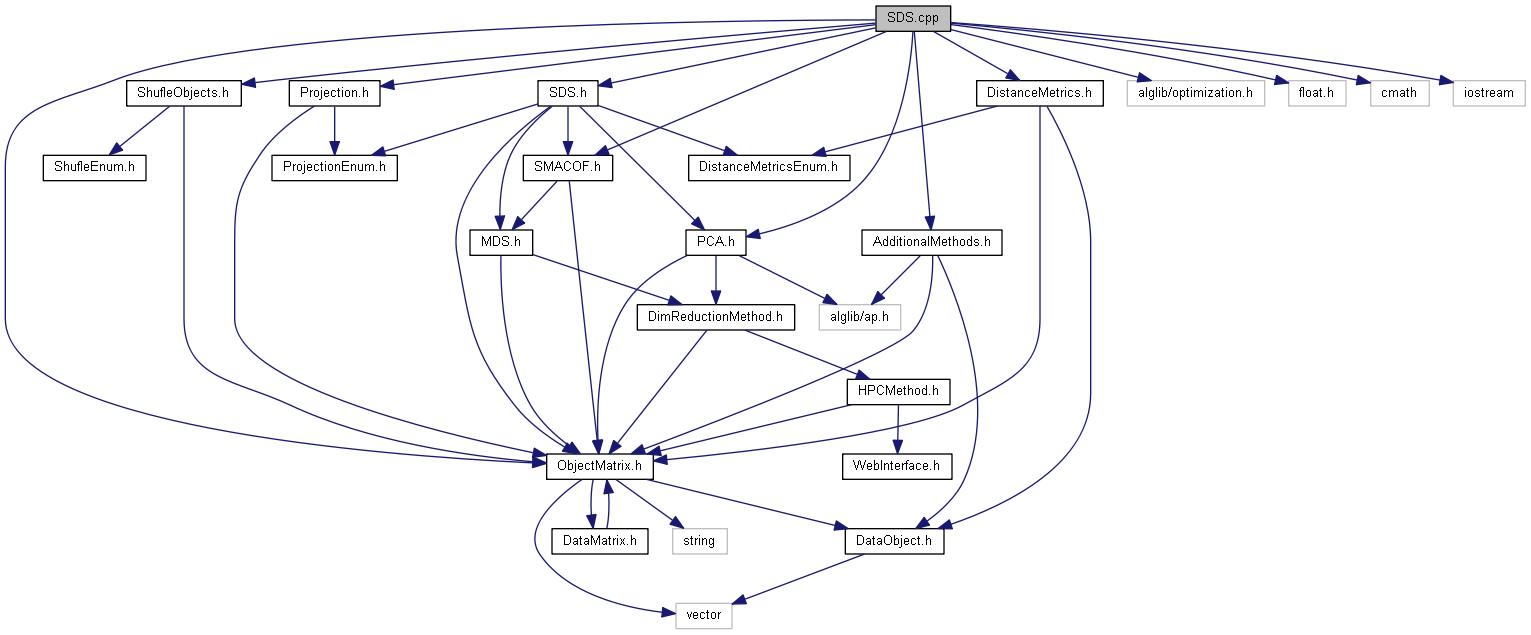 SDS.cpp
ShufleObjects.h
Projection.h
SDS.h
DistanceMetrics.h
alglib/optimization.h
float.h
cmath
iostream
ShufleEnum.h
ProjectionEnum.h
SMACOF.h
DistanceMetricsEnum.h
MDS.h
PCA.h
AdditionalMethods.h
DimReductionMethod.h
alglib/ap.h
HPCMethod.h
ObjectMatrix.h
WebInterface.h
DataMatrix.h
string
DataObject.h
vector